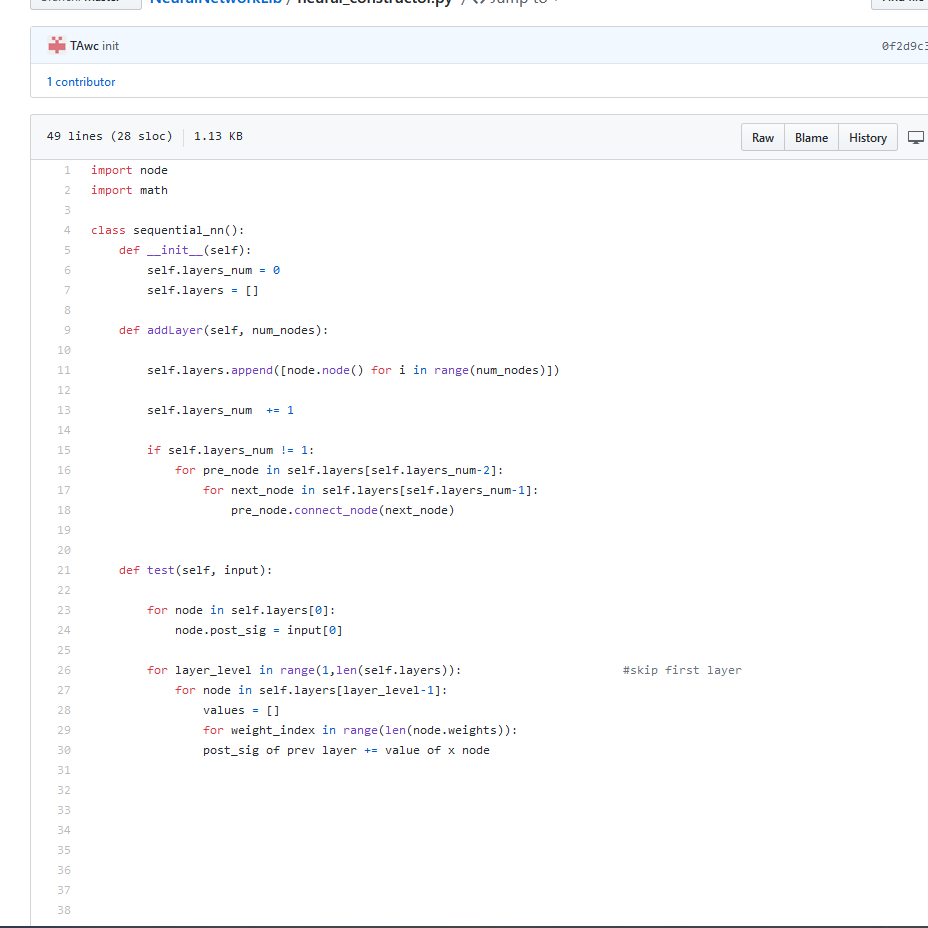 NeuralNetworkLib / neural_constructor.py / <> Jump to
TAwc init 0f2d9c3
1 contributor
49 lines (28 sloc) 1.13 KB Raw Blame History
1 import node
2 import math
3
4 class sequential_nn():
5 def __init__(self):
6 self.layers_num = 0
7 self.layers = []
8
9 def addLayer(self, num_nodes):
10
11 self.layers.append([node.node() for i in range(num_nodes)])
12
13 self.layers_num += 1
14
15 if self.layers_num != 1:
16 for pre_node in self.layers[self.layers_num-2]:
17 for next_node in self.layers[self.layers_num-1]:
18 pre_node.connect_node(next_node)
19
20
21 def test(self, input):
22
23 for node in self.layers[0]:
24 node.post_sig = input[0]
25
26 for layer_level in range(1,len(self.layers)): #skip first layer
27 for node in self.layers[layer_level-1]:
28 values = []
29 for weight_index in range(len(node.weights)):
30 post_sig of prev layer += value of x node
31
32
33
34
35
36
37
38